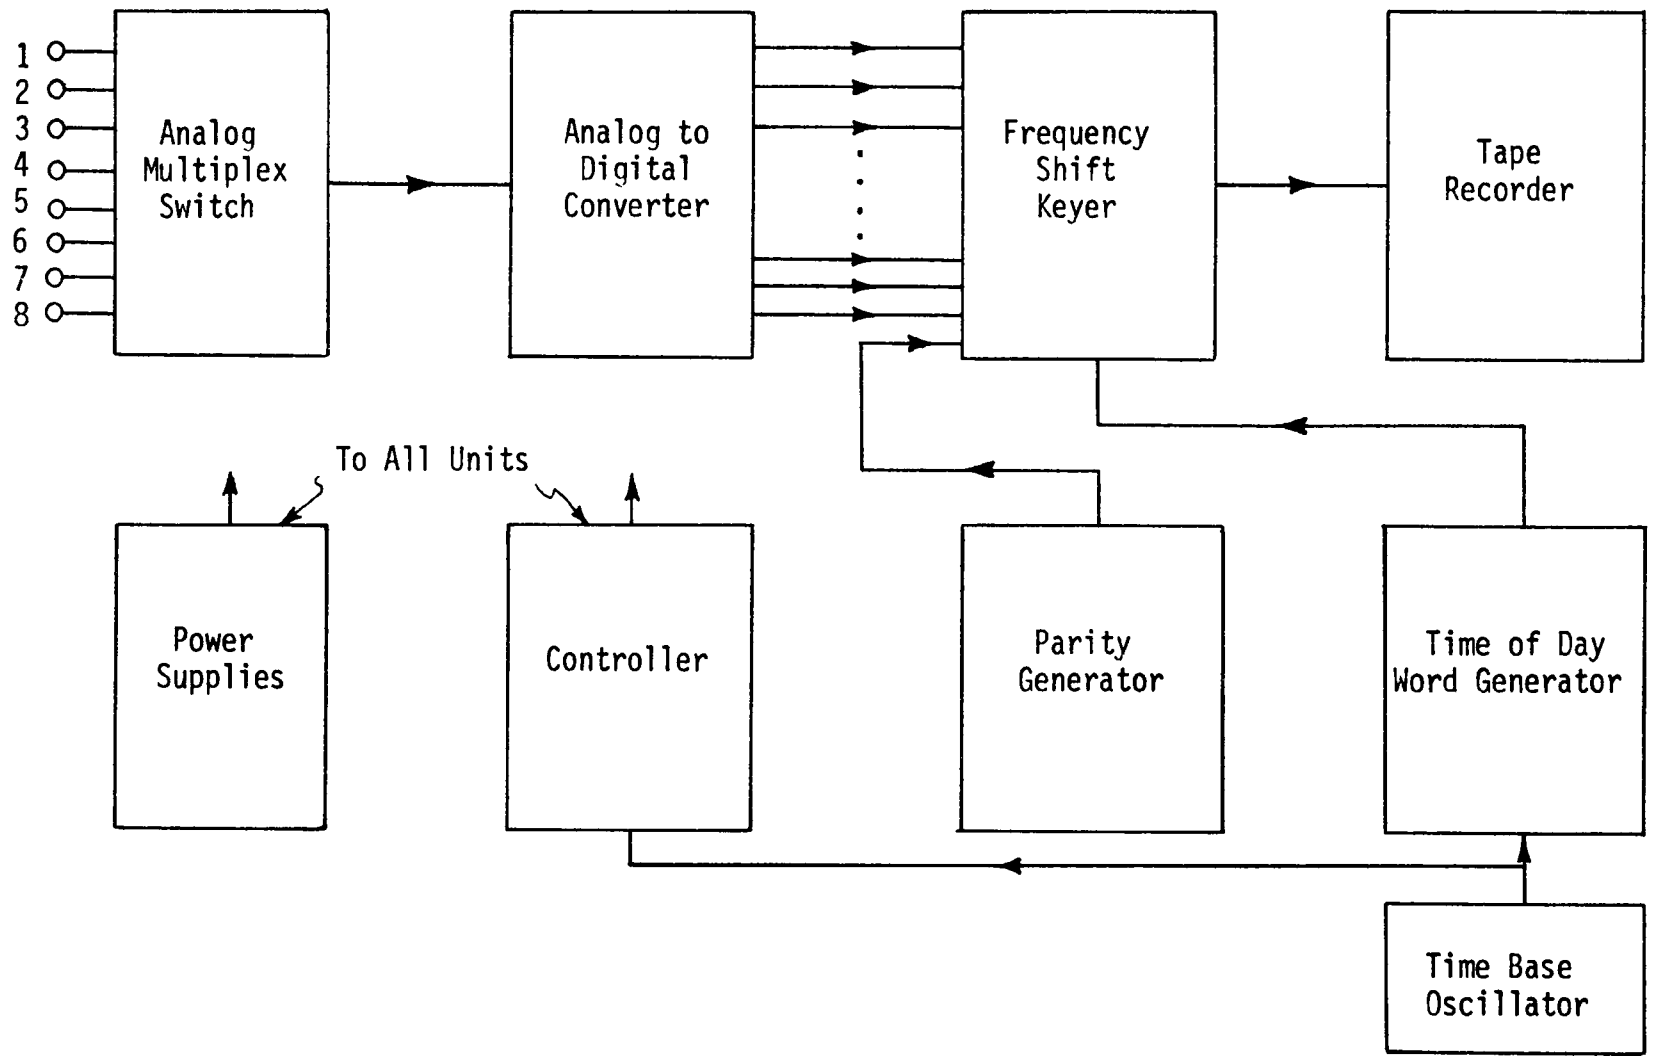 1
2
3
4
5
6
7
8
Analog
Multiplex
Switch
Analog to
Digital
Converter
Frequency
Shift
Keyer
Tape
Recorder
To All Units
Power
Supplies
Controller
Parity
Generator
Time of Day
Word Generator
Time Base
Oscillator